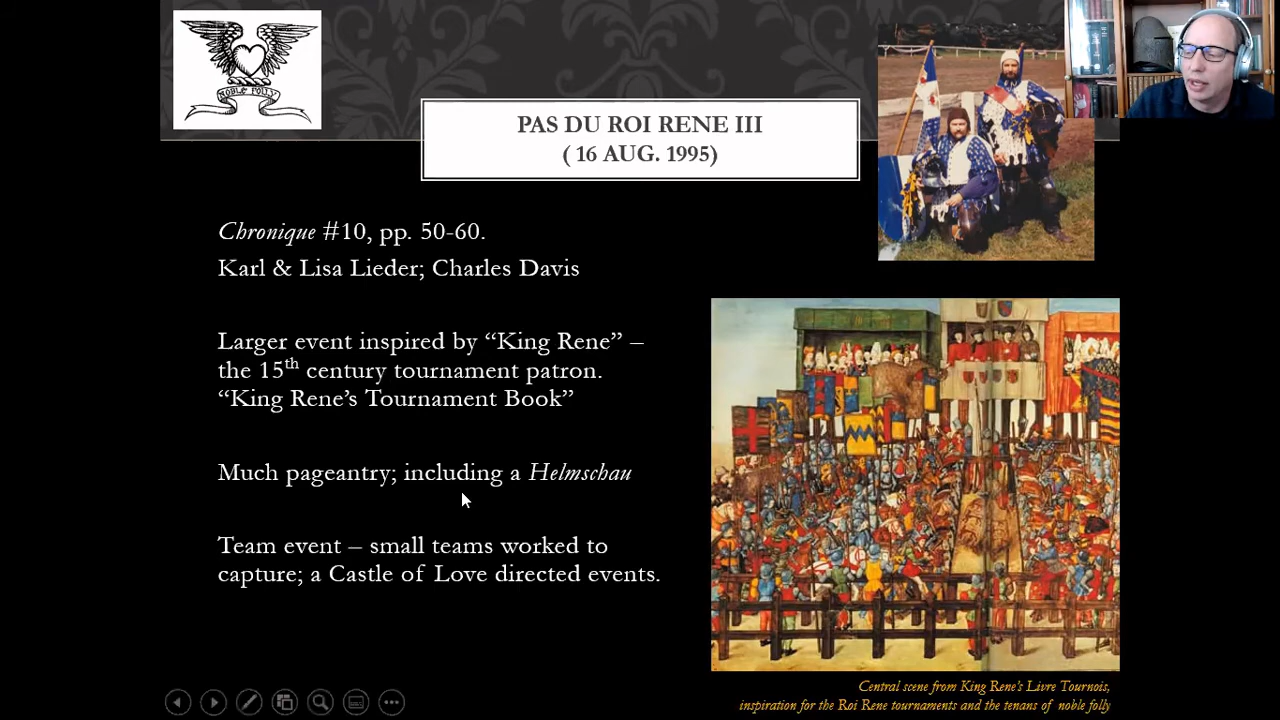 NOBLE FOLLY
PAS DU ROI RENE III
( 16 AUG. 1995)
Chronique #10, pp. 50-60.
Karl & Lisa Lieder; Charles Davis
Larger event inspired by “King Rene” –
the 15th century tournament patron.
“King Rene’s Tournament Book”
Much pageantry; including a Helmschau
Team event – small teams worked to
capture; a Castle of Love directed events.
Central scene from King Rene’s Livre Tournois,
inspiration for the Roi Rene tournaments and the tenans of noble folly